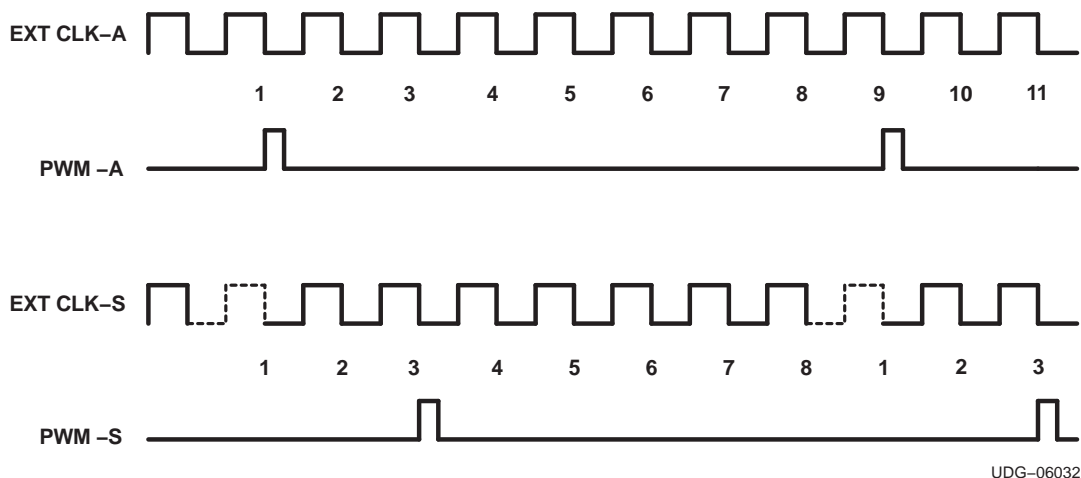 EXT CLK–A
1 2 3 4 5 6 7 8 9 10 11
PWM –A
EXT CLK–S
1 2 3 4 5 6 7 8 1 2 3
PWM –S
UDG–06032